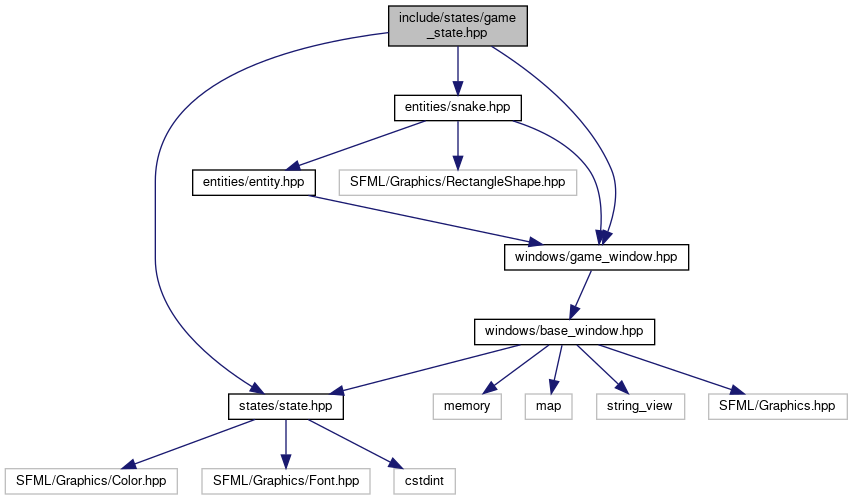 include/states/game
_state.hpp
entities/snake.hpp
entities/entity.hpp
SFML/Graphics/RectangleShape.hpp
windows/game_window.hpp
windows/base_window.hpp
states/state.hpp
memory
map
string_view
SFML/Graphics.hpp
SFML/Graphics/Color.hpp
SFML/Graphics/Font.hpp
cstdint